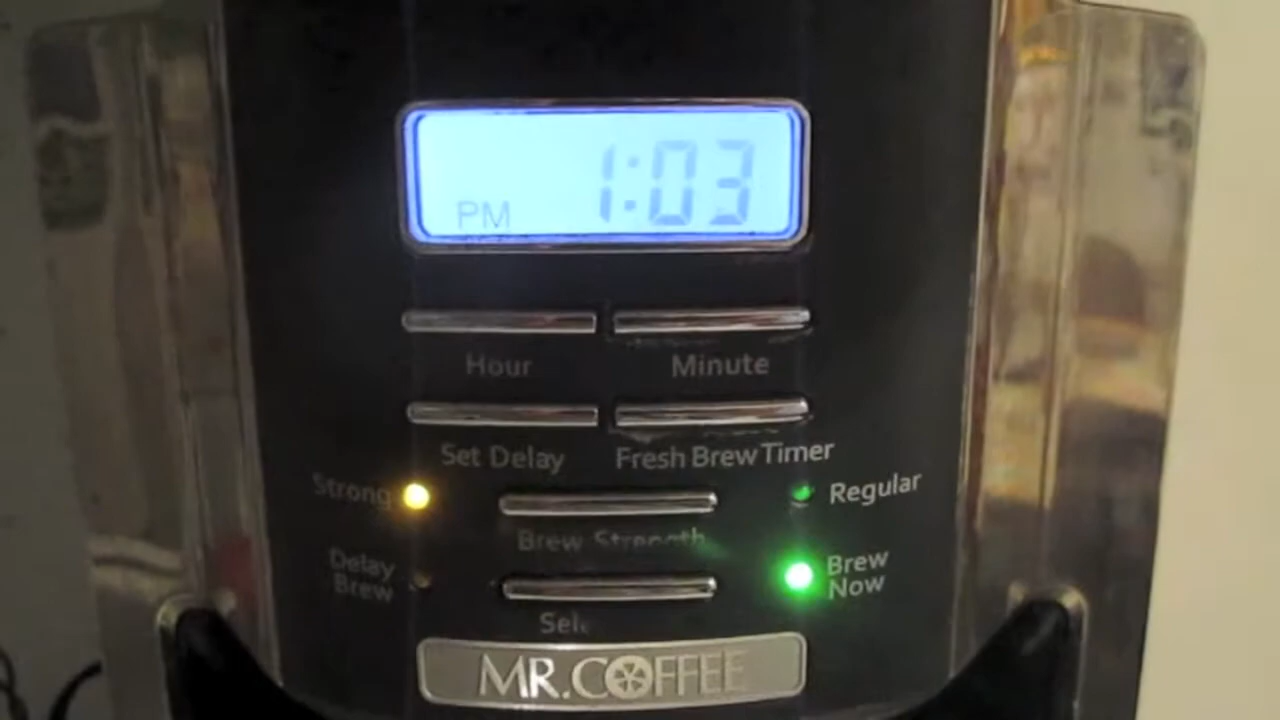 1:03
PM
Hour Minute
Set Delay Fresh Brew Timer
Strong Regular
Brew Strength
Delay
Brew
Brew
Now
MR. COFFEE